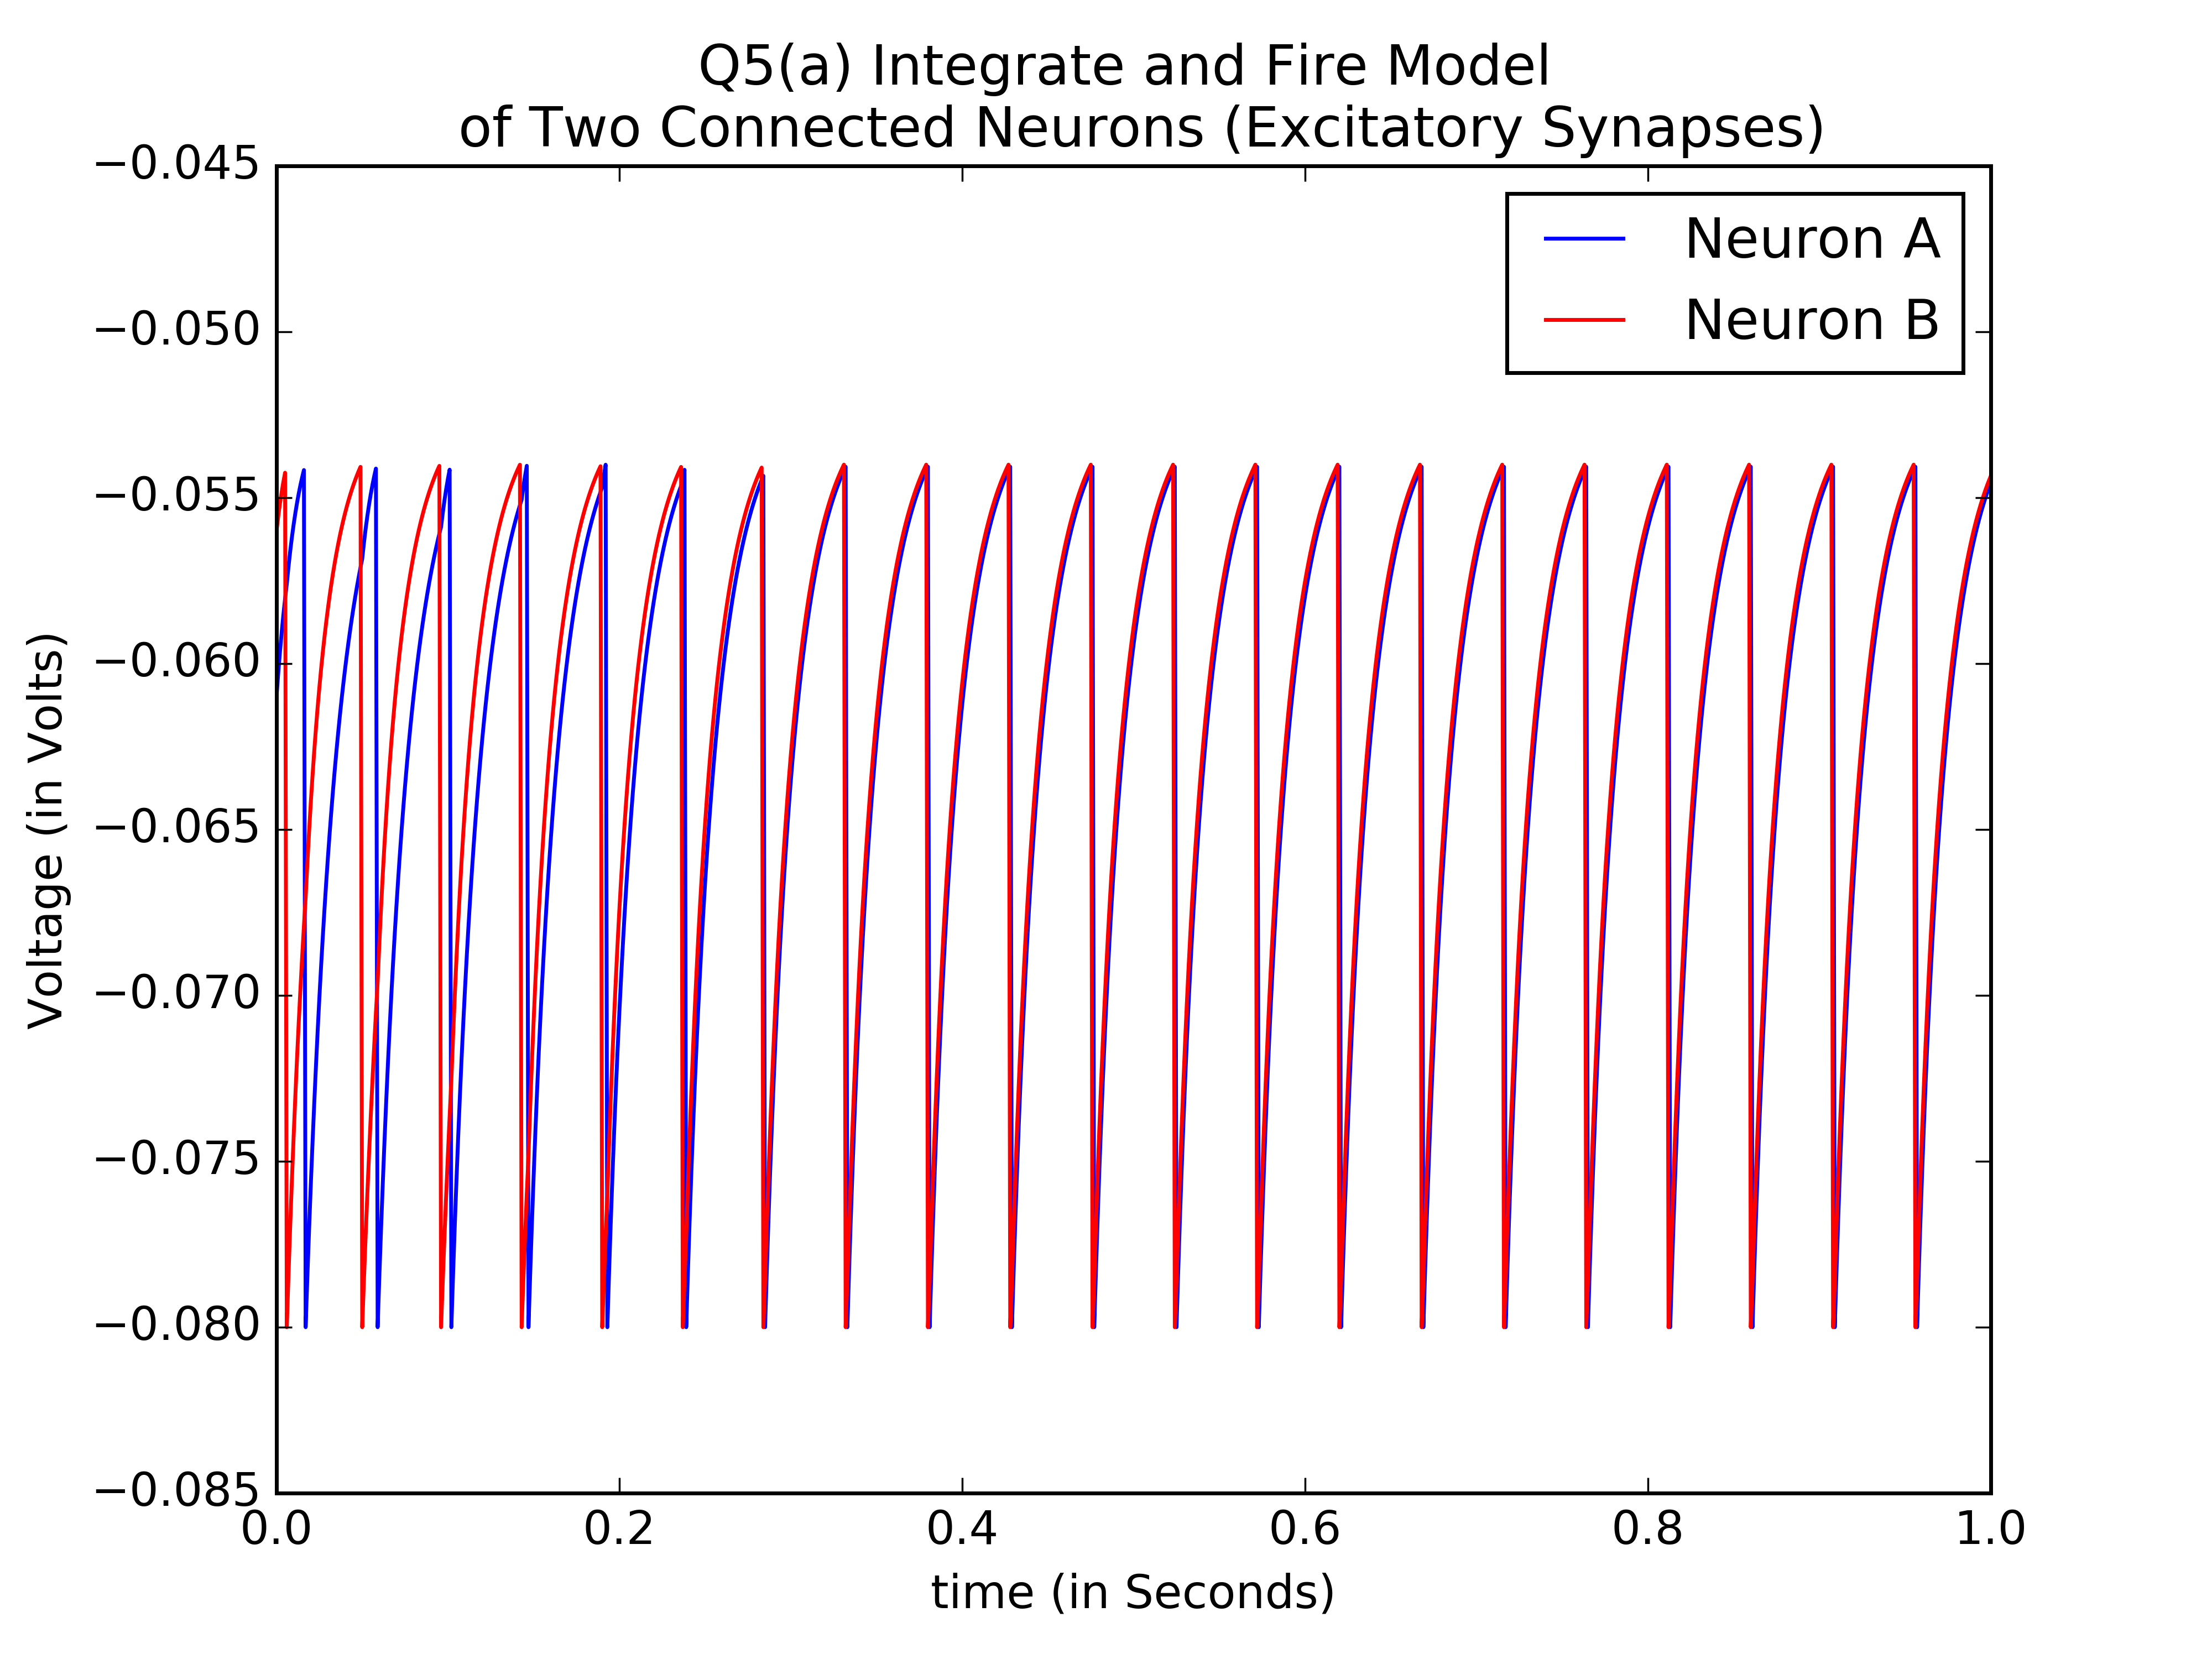 Q5(a) Integrate and Fire Model
of Two Connected Neurons (Excitatory Synapses)
−0.045
−0.050
−0.055
−0.060
−0.065
−0.070
−0.075
−0.080
−0.085
Voltage (in Volts)
Neuron A
Neuron B
0.0 0.2 0.4 0.6 0.8 1.0
time (in Seconds)